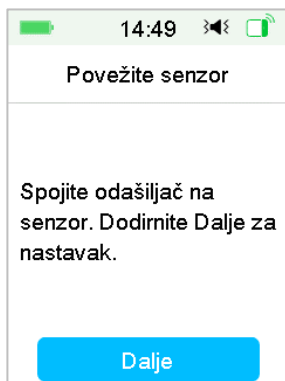 14:49
Povežite senzor
Spojite odašiljač na
senzor. Dodirnite Dalje za
nastavak.
Dalje